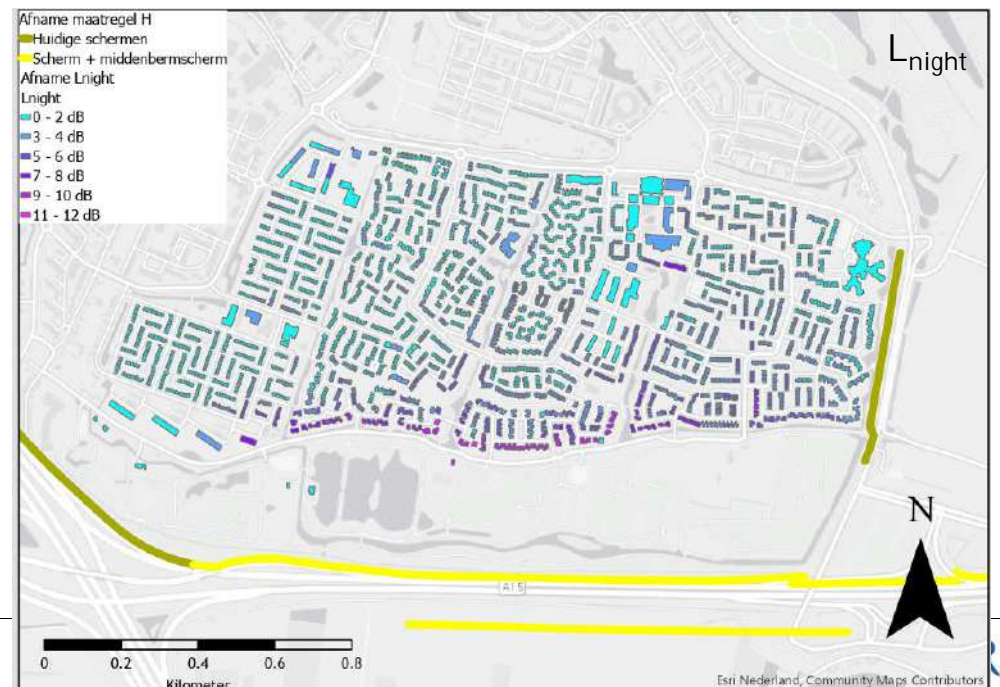 Afname maatregel H
Huidige schermen
Scherm + middenbermscherm
Afname Lnight
Lnight
0 - 2 dB
3 - 4 dB
5 - 6 dB
7 - 8 dB
9 - 10 dB
11 - 12 dB
Lnight
N
A15
0 0.2 0.4 0.6 0.8
Kilometer
Esri Nederland, Community Maps Contributors